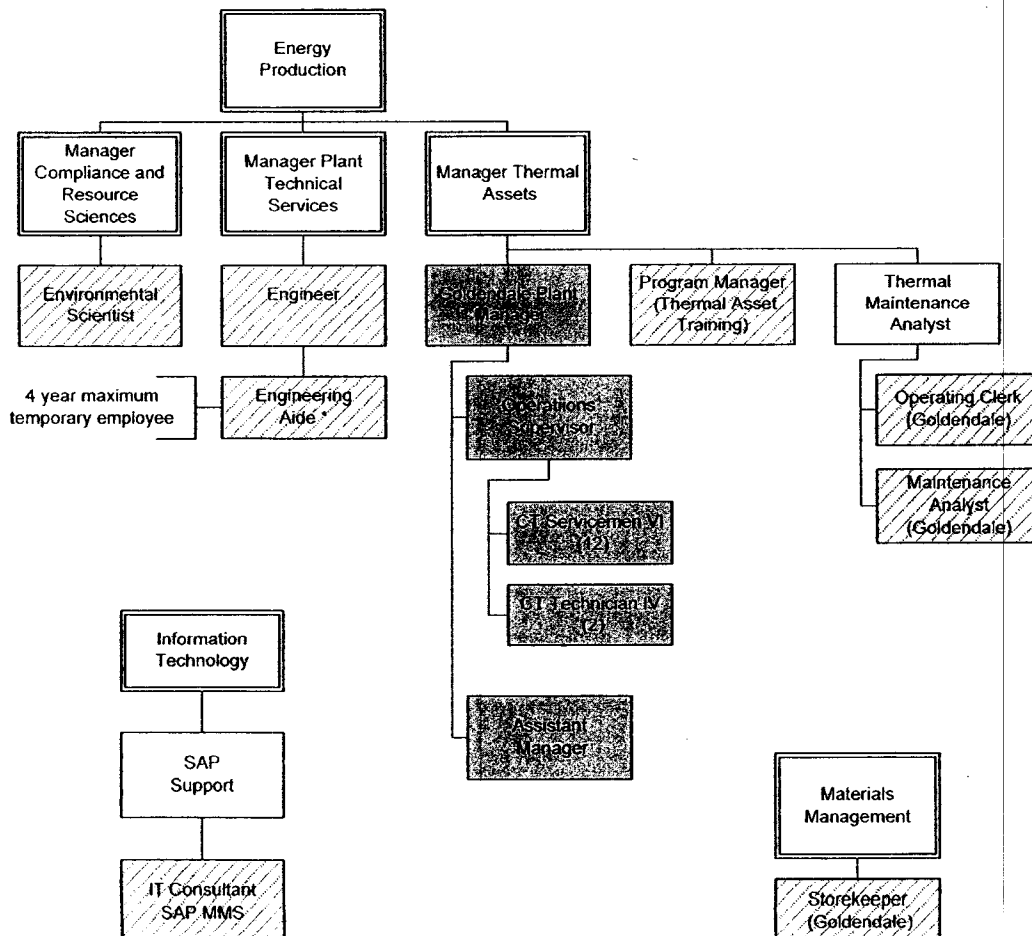 Energy
Production
Manager
Compliance and
Resource
Sciences
Manager Plant
Technical
Services
Manager Thermal
Assets
Environmental
Scientist
Engineer
Goldendale Plant
Manager
Program Manager
(Thermal Asset
Training)
Thermal
Maintenance
Analyst
4 year maximum
temporary employee
Engineering
Aide *
Operations
Supervisor
Operating Clerk
(Goldendale)
Maintenance
Analyst
(Goldendale)
CT Servicemen VI
(12)
CT Technician IV
(2)
Information
Technology
Assistant
Manager
SAP
Support
Materials
Management
IT Consultant
SAP MMS
Storekeeper
(Goldendale)